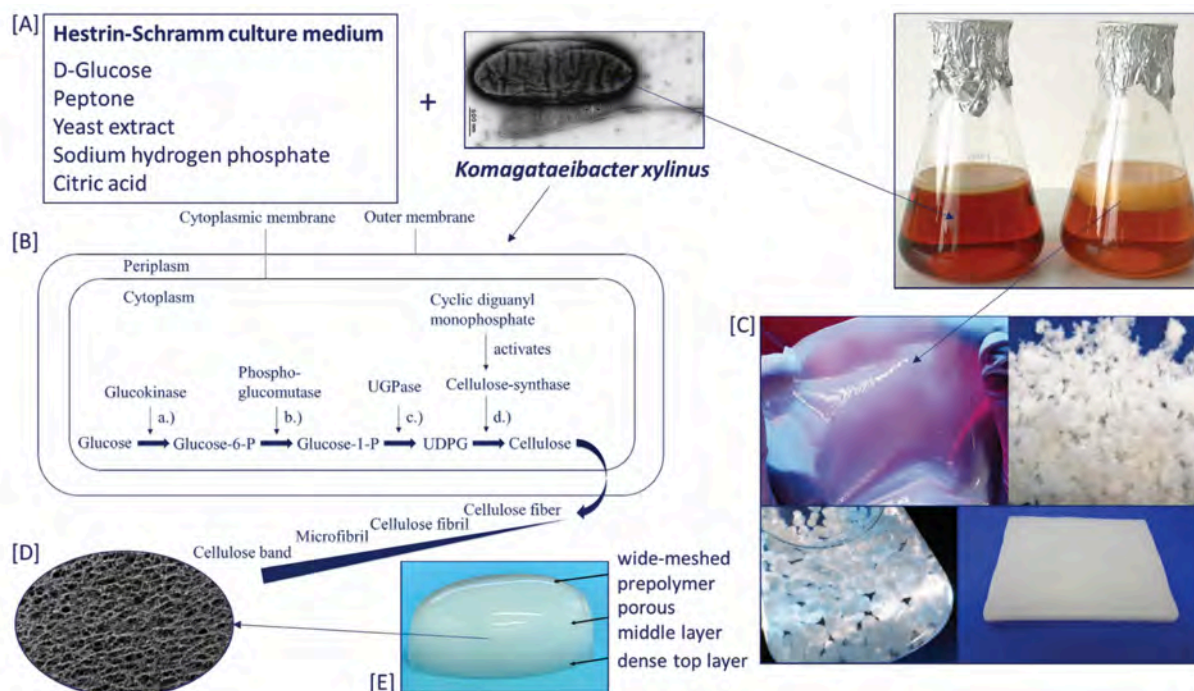 [A]
Hestrin-Schramm culture medium
D-Glucose
Peptone
Yeast extract
Sodium hydrogen phosphate
Citric acid
+
500 nm
Komagataeibacter xylinus
[B]
Cytoplasmic membrane
Outer membrane
Periplasm
Cytoplasm
Cyclic diguanyl
monophosphate
activates
Glucokinase
Phospho-
glucomutase
UGPase
Cellulose-synthase
a.)
b.)
c.)
d.)
Glucose
Glucose-6-P
Glucose-1-P
UDPG
Cellulose
Cellulose fiber
Cellulose fibril
Microfibril
Cellulose band
[C]
[D]
[E]
wide-meshed
prepolymer
porous
middle layer
dense top layer